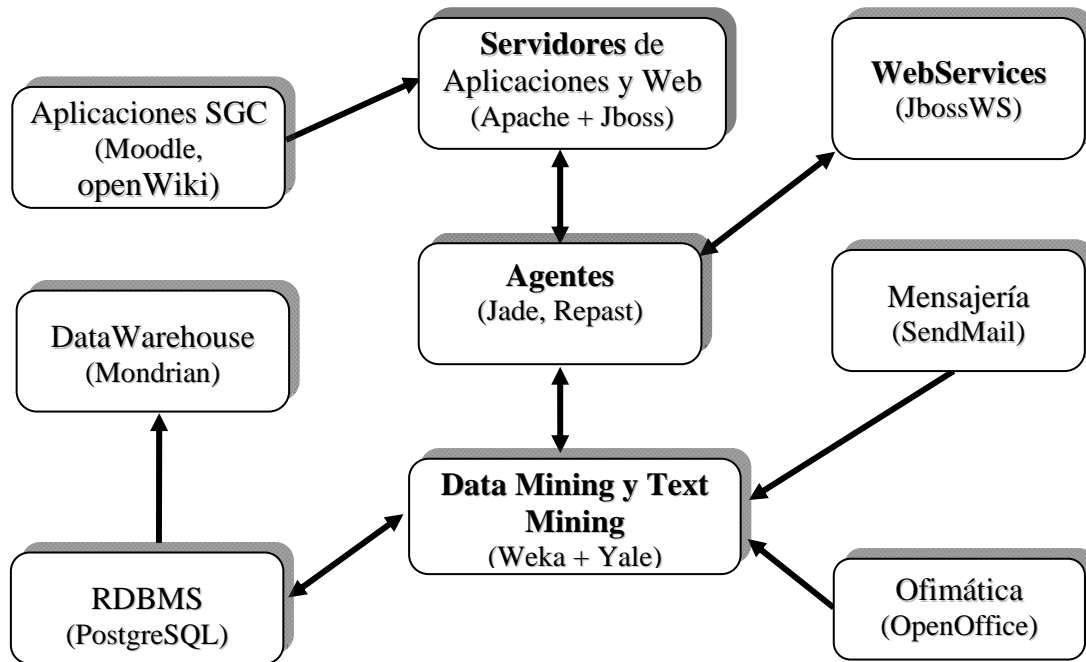 Servidores de
Aplicaciones y Web
(Apache + Jboss)
WebServices
(JbossWS)
Aplicaciones SGC
(Moodle,
openWiki)
Agentes
(Jade, Repast)
Mensajería
(SendMail)
DataWarehouse
(Mondrian)
Data Mining y Text
Mining
(Weka + Yale)
RDBMS
(PostgreSQL)
Ofimática
(OpenOffice)